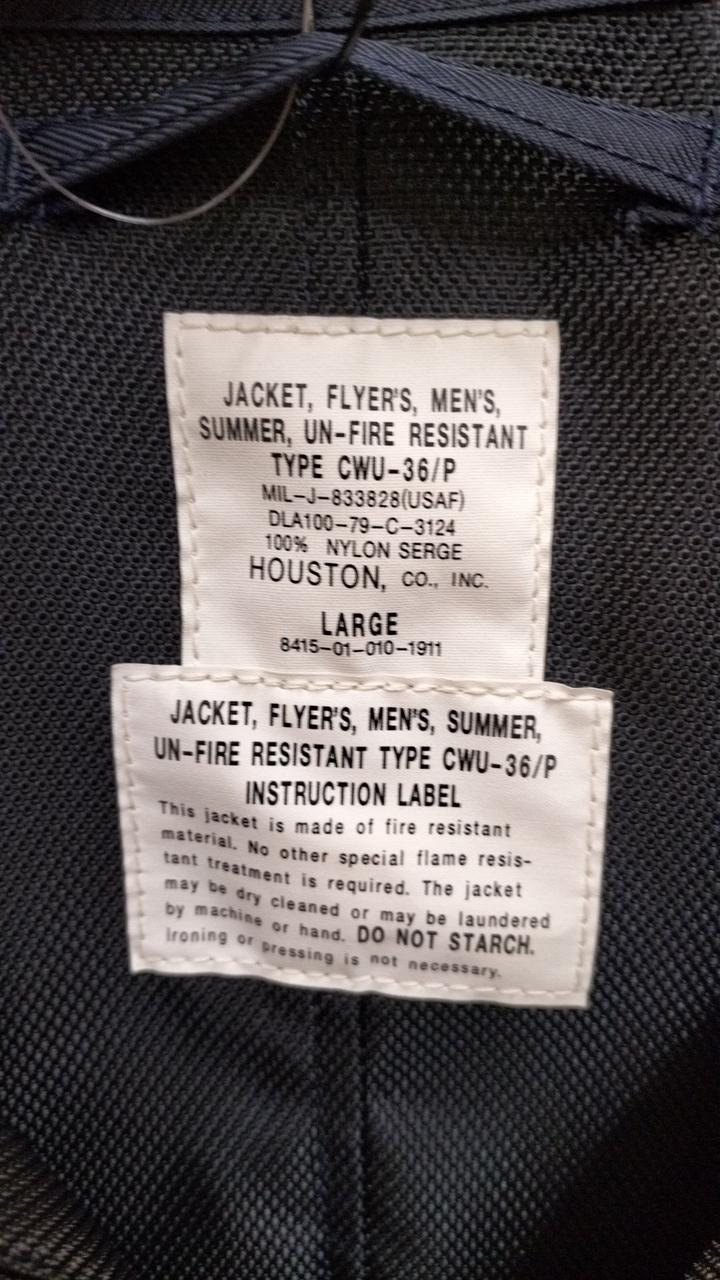 JACKET, FLYER'S, MEN'S,
SUMMER, UN-FIRE RESISTANT
TYPE CWU-36/P
MIL-J-833828(USAF)
DLA100-79-C-3124
100% NYLON SERGE
HOUSTON, CO., INC.
LARGE
8415-01-010-1911
JACKET, FLYER'S, MEN'S, SUMMER,
UN-FIRE RESISTANT TYPE CWU-36/P
INSTRUCTION LABEL
This jacket is made of fire resistant
material. No other special flame resis-
tant treatment is required. The jacket
may be dry cleaned or may be laundered
by machine or hand. DO NOT STARCH.
Ironing or pressing is not necessary.